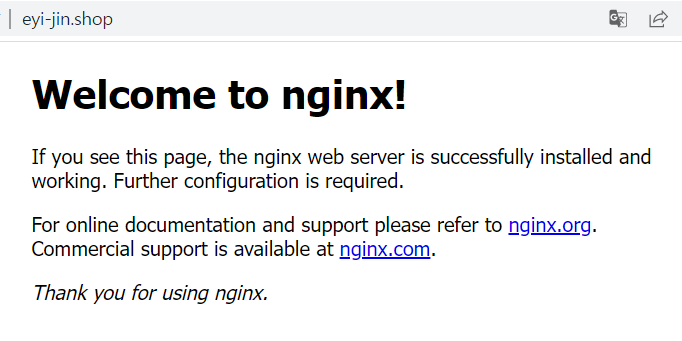 eyi-jin.shop
Welcome to nginx!
If you see this page, the nginx web server is successfully installed and
working. Further configuration is required.
For online documentation and support please refer to nginx.org.
Commercial support is available at nginx.com.
Thank you for using nginx.